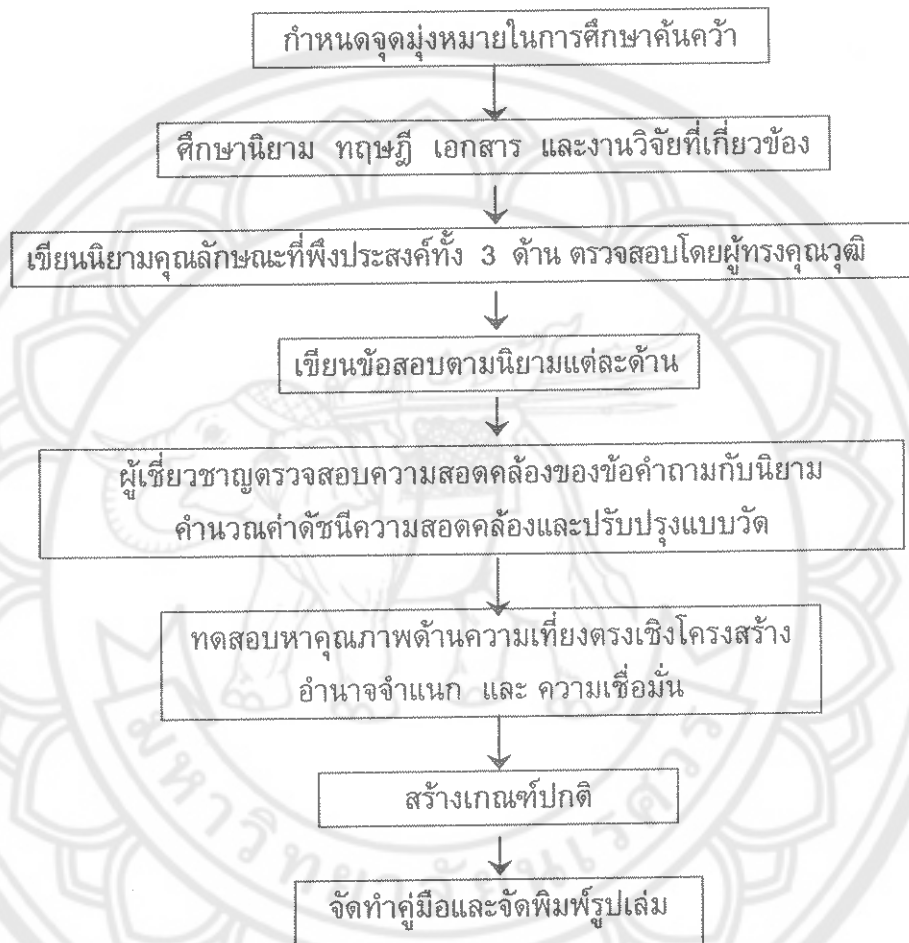 กำหนดจุดมุ่งหมายในการศึกษาค้นคว้า
ศึกษานิยาม ทฤษฎี เอกสาร และงานวิจัยที่เกี่ยวข้อง
เขียนนิยามคุณลักษณะที่พึงประสงค์ทั้ง 3 ด้าน ตรวจสอบโดยผู้ทรงคุณวุฒิ
เขียนข้อสอบตามนิยามแต่ละด้าน
ผู้เชี่ยวชาญตรวจสอบความสอดคล้องของข้อคำถามกับนิยาม
คำนวณค่าดัชนีความสอดคล้องและปรับปรุงแบบวัด
ทดสอบหาคุณภาพด้านความเที่ยงตรงเชิงโครงสร้าง
อำนาจจำแนก และ ความเชื่อมั่น
สร้างเกณฑ์ปกติ
จัดทำคู่มือและจัดพิมพ์รูปเล่ม
มหาวิทยาลัยนเรศวร